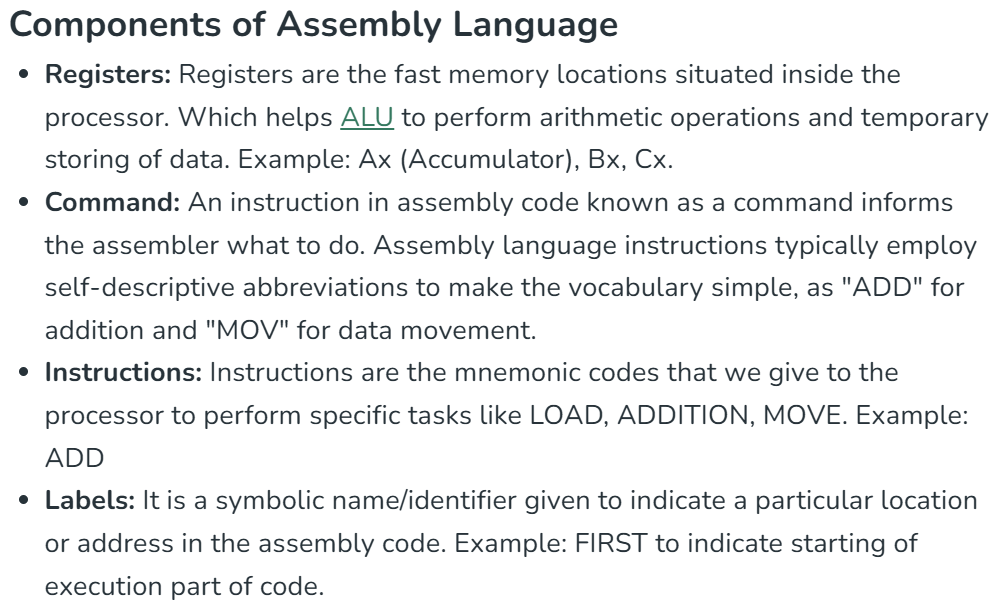 Components of Assembly Language
• Registers: Registers are the fast memory locations situated inside the
processor. Which helps ALU to perform arithmetic operations and temporary
storing of data. Example: Ax (Accumulator), Bx, Cx.
• Command: An instruction in assembly code known as a command informs
the assembler what to do. Assembly language instructions typically employ
self-descriptive abbreviations to make the vocabulary simple, as "ADD" for
addition and "MOV" for data movement.
• Instructions: Instructions are the mnemonic codes that we give to the
processor to perform specific tasks like LOAD, ADDITION, MOVE. Example:
ADD
• Labels: It is a symbolic name/identifier given to indicate a particular location
or address in the assembly code. Example: FIRST to indicate starting of
execution part of code.